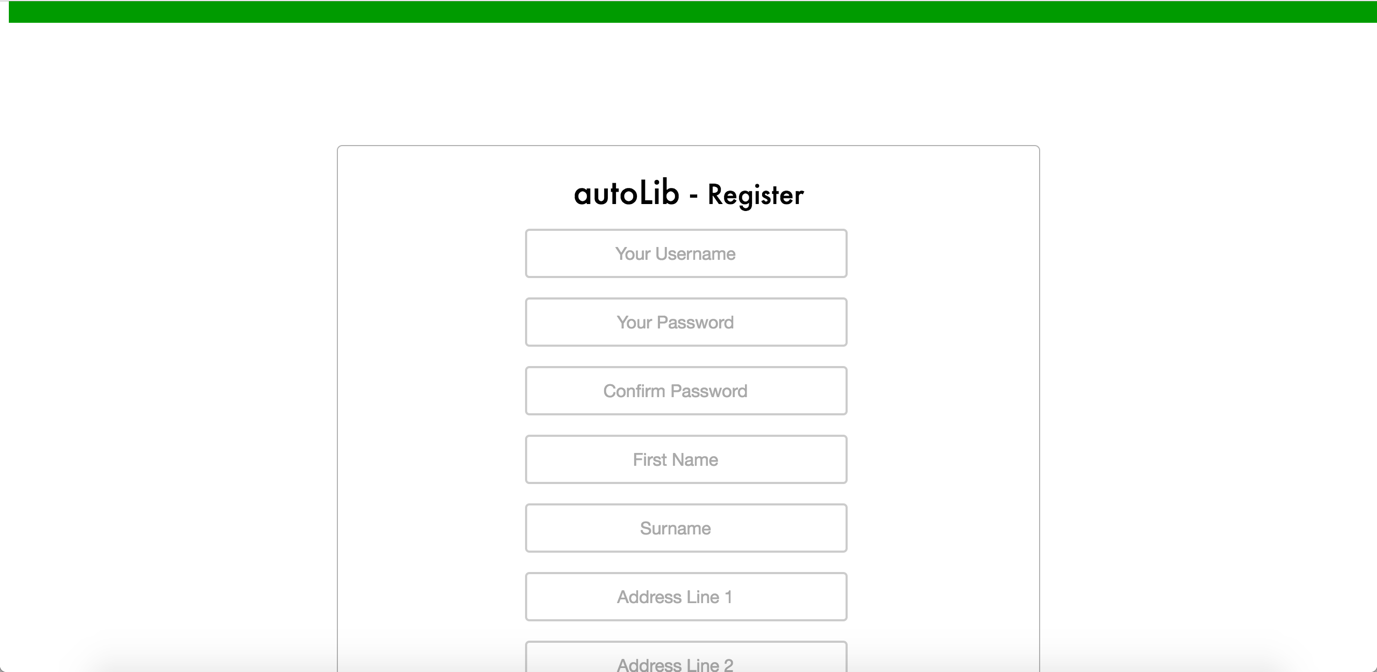 autoLib - Register
Your Username
Your Password
Confirm Password
First Name
Surname
Address Line 1
Address Line 2